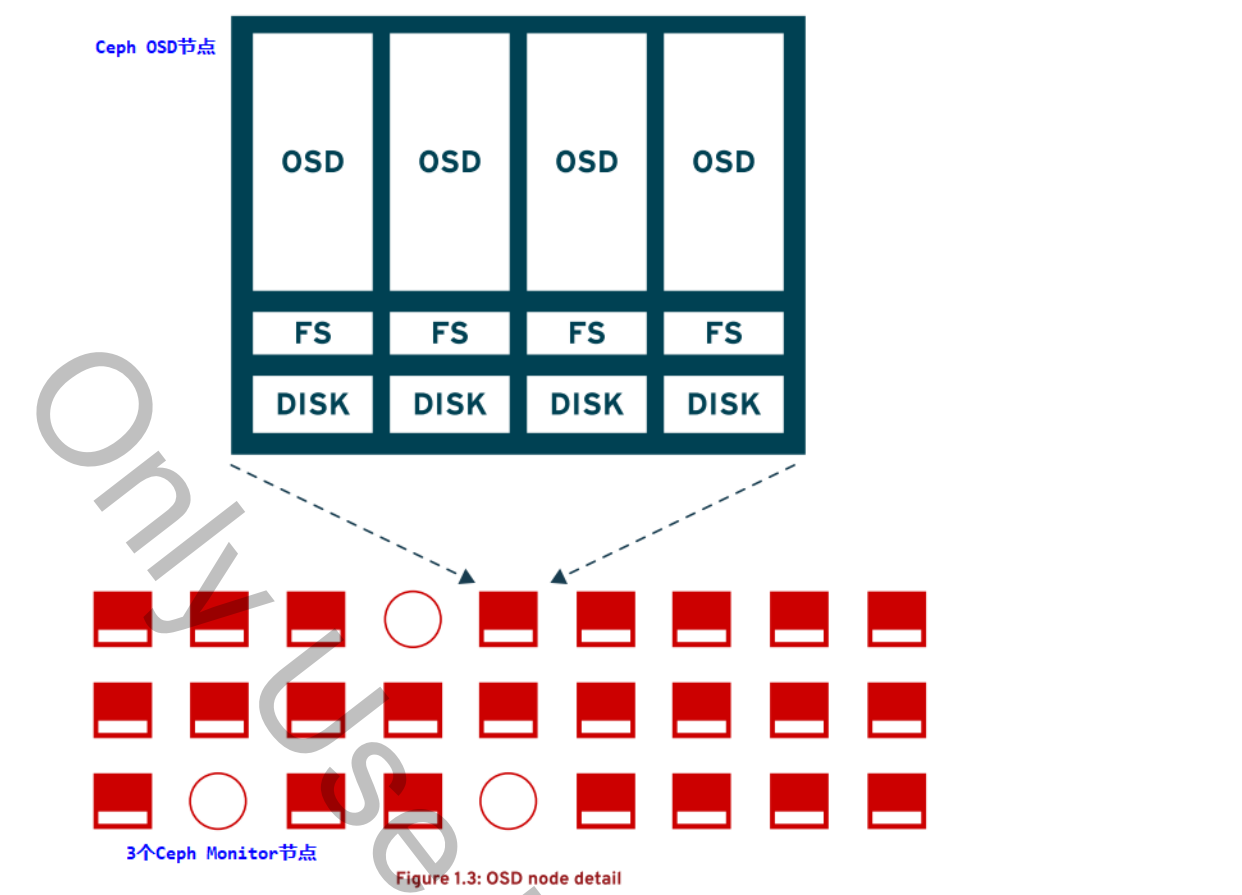 Ceph OSD节点
OSD OSD OSD OSD
FS FS FS FS
DISK DISK DISK DISK
Only Use
3个Ceph Monitor节点
Figure 1.3: OSD node detail